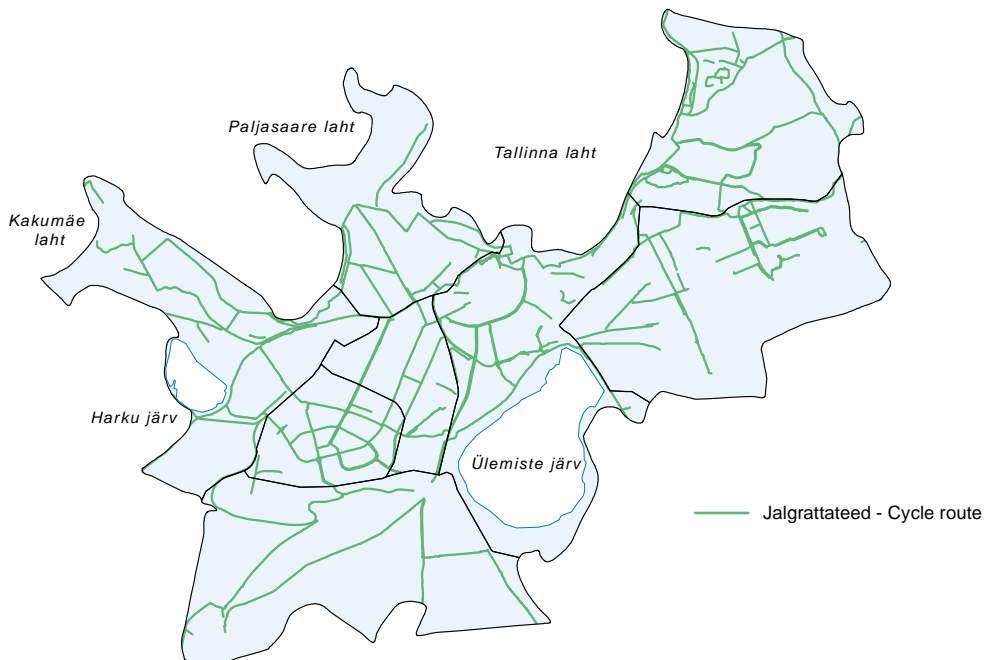 Paljasaare laht
Tallinna laht
Kakumäe
laht
Harku järv
Ülemiste järv
Jalgrattateed - Cycle route